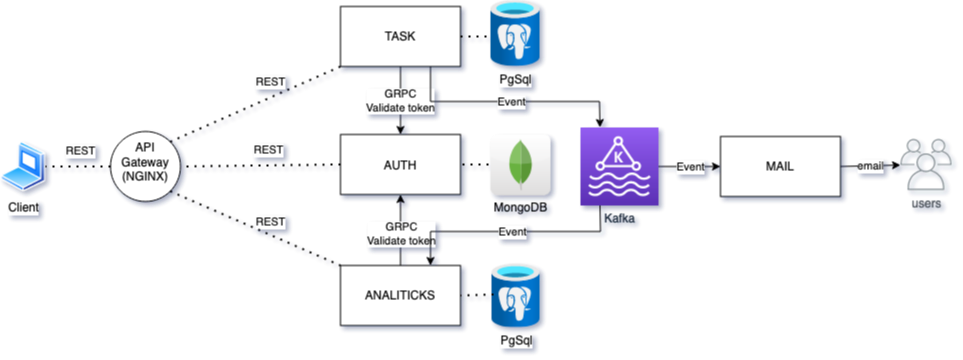 TASK
PgSql
REST
GRPC
Validate token
Event
REST
API
Gateway
(NGINX)
REST
AUTH
MongoDB
K
Kafka
Event
MAIL
email
users
Client
REST
GRPC
Validate token
Event
ANALITICKS
PgSql